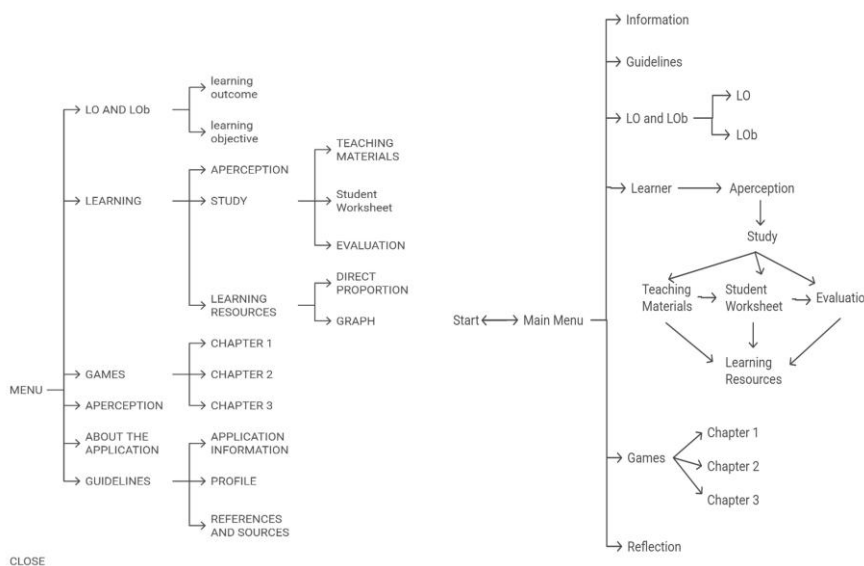 LO AND LOb
learning
outcome
learning
objective
LEARNING
APERCEPTION
STUDY
TEACHING
MATERIALS
Student
Worksheet
EVALUATION
LEARNING
RESOURCES
DIRECT
PROPORTION
GRAPH
MENU
GAMES
CHAPTER 1
CHAPTER 2
CHAPTER 3
APERCEPTION
ABOUT THE
APPLICATION
GUIDELINES
APPLICATION
INFORMATION
PROFILE
REFERENCES
AND SOURCES
CLOSE
Start
Main Menu
Information
Guidelines
LO and LOb
LO
LOb
Learner
Aperception
Study
Teaching
Materials
Student
Worksheet
Evaluatio
Learning
Resources
Games
Chapter 1
Chapter 2
Chapter 3
Reflection